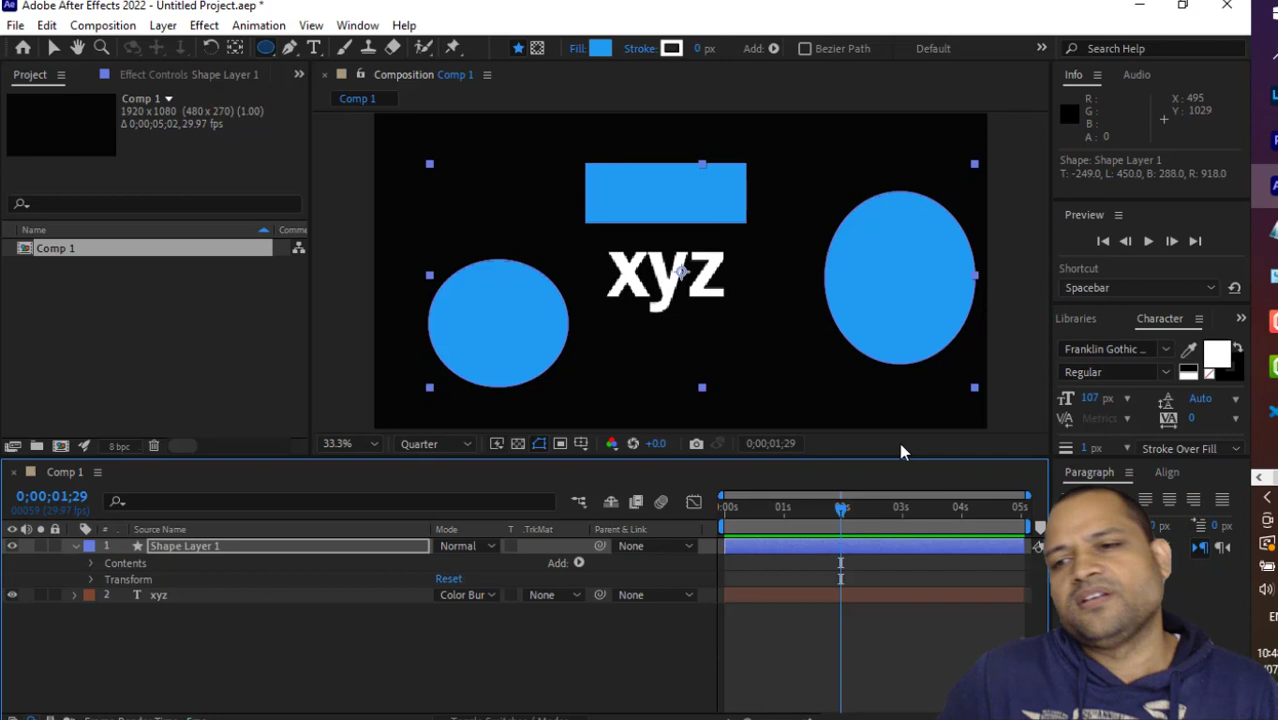 Adobe After Effects 2022 - Untitled Project.aep *
File Edit Composition Layer Effect Animation View Window Help
Fill: Stroke: 0 px Add: Bezier Path Default Search Help
Project Effect Controls Shape Layer 1 Composition Comp 1 Info Audio
Comp 1
1920 x 1080 (480 x 270) (1.00)
Δ 0;00;05;02, 29.97 fps
Comp 1
R: X: 495
G: Y: 1029
B:
A: 0
Shape: Shape Layer 1
T: -249.0, L: 450.0, B: 288.0, R: 918.0
Preview
Shortcut
Spacebar
Name Comme
Comp 1
xyz
Libraries Character
Franklin Gothic ...
Regular
107 px Auto
Metrics 0
1 px Stroke Over Fill
8 bpc
33.3% Quarter +0.0 0;00;01;29
Comp 1
Paragraph Align
0;00;01;29
00059 (29.97 fps)
:00s 01s 03s 04s 05s
# Source Name Mode T .TrkMat Parent & Link
1 Shape Layer 1 Normal None
Contents Add:
Transform Reset
2 xyz Color Bur None None
0 px